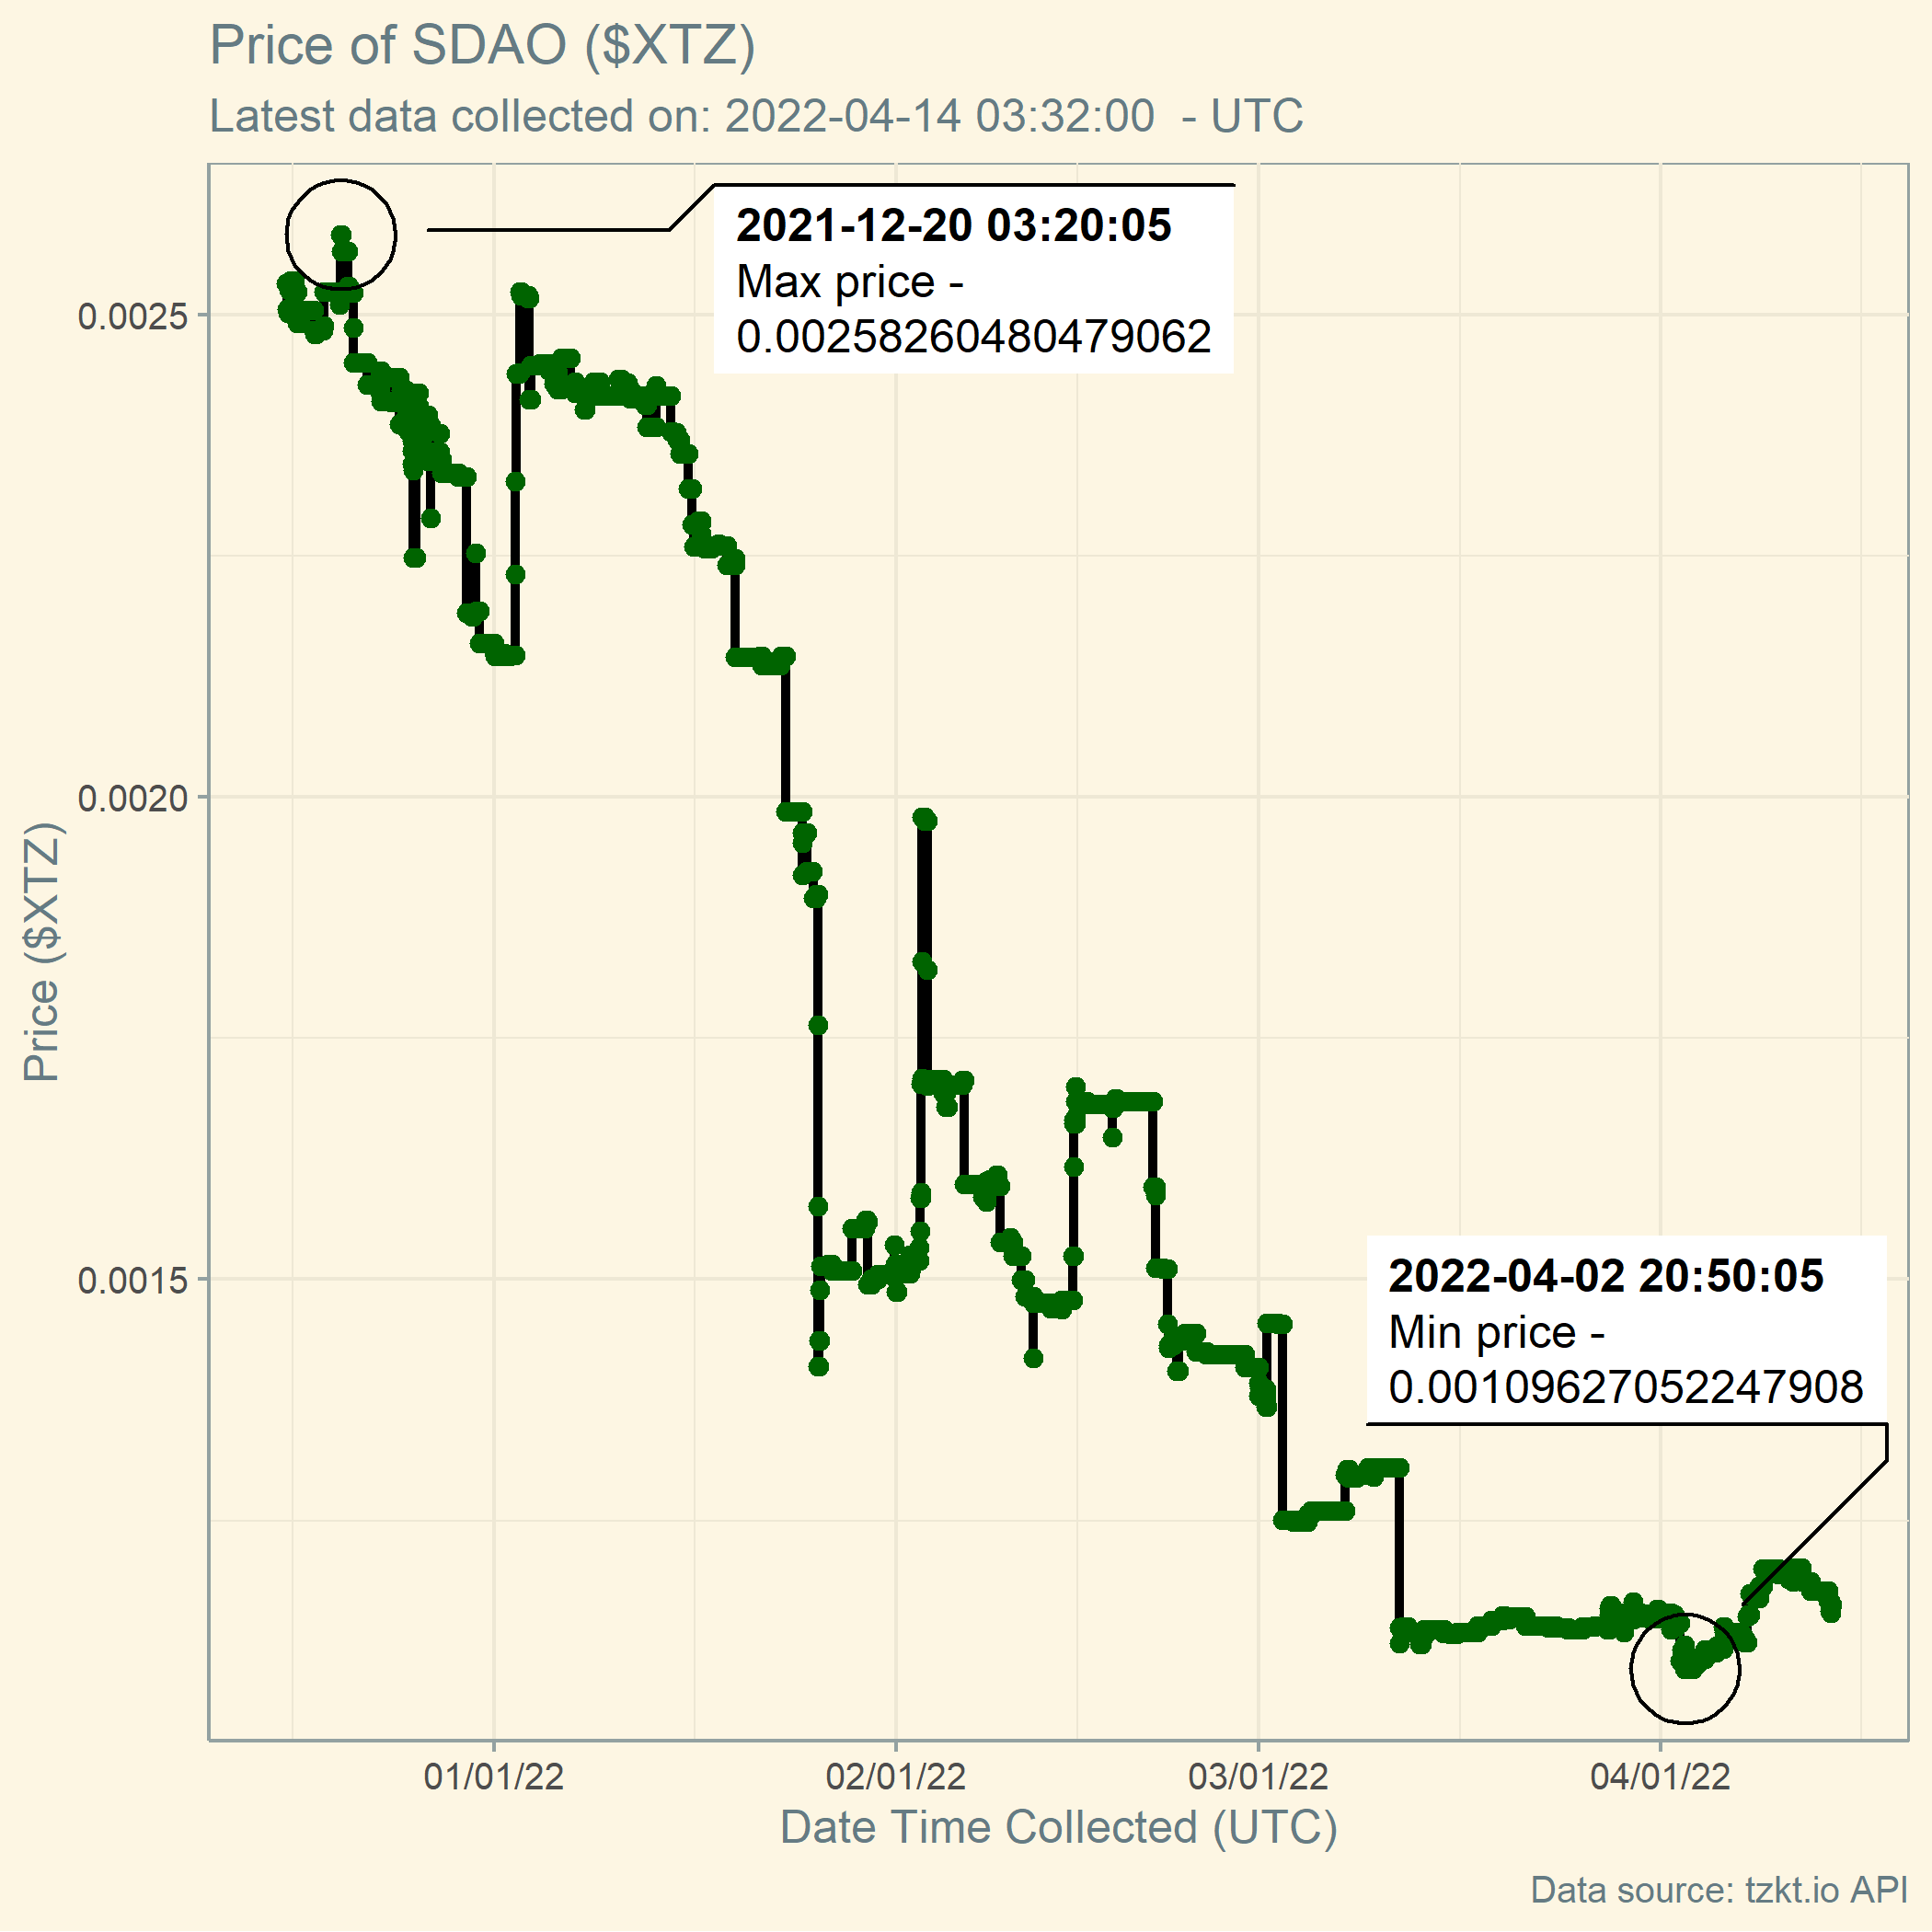 Price of SDAO ($XTZ)
Latest data collected on: 2022-04-14 03:32:00  - UTC
2021-12-20 03:20:05
Max price -
0.00258260480479062
0.0025
0.0020
0.0015
Price ($XTZ)
2022-04-02 20:50:05
Min price -
0.00109627052247908
01/01/22
02/01/22
03/01/22
04/01/22
Date Time Collected (UTC)
Data source: tzkt.io API